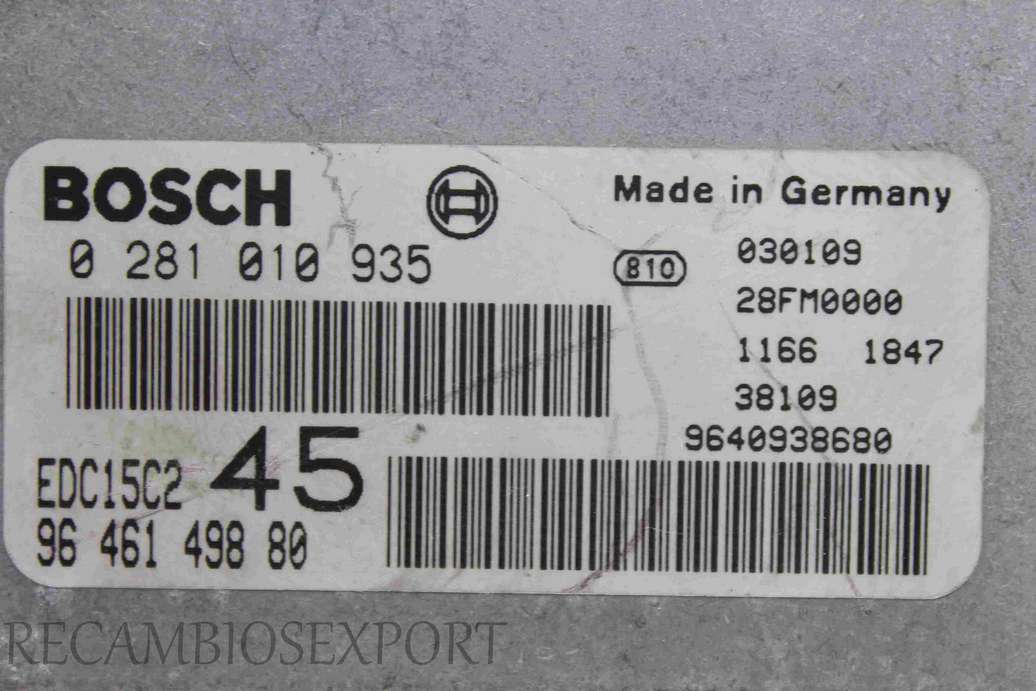 BOSCH
0 281 010 935
Made in Germany
810
030109
28FM0000
1166 1847
38109
9640938680
EDC15C2 45
96 461 498 80
RECAMBIOSEXPORT